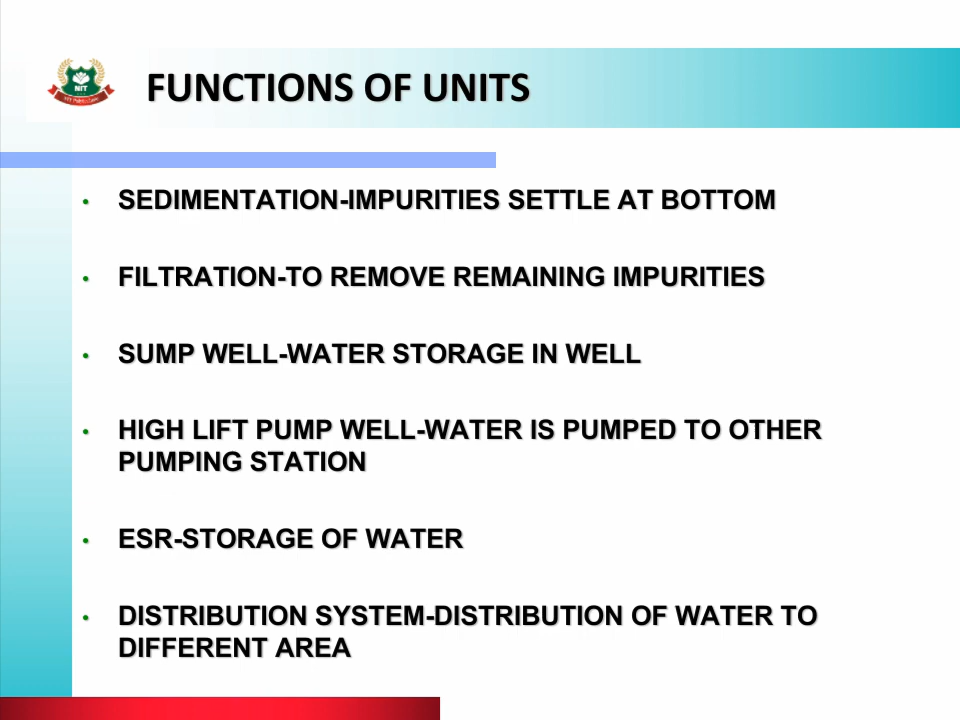 NIT
FUNCTIONS OF UNITS
• SEDIMENTATION-IMPURITIES SETTLE AT BOTTOM
• FILTRATION-TO REMOVE REMAINING IMPURITIES
• SUMP WELL-WATER STORAGE IN WELL
• HIGH LIFT PUMP WELL-WATER IS PUMPED TO OTHER
PUMPING STATION
• ESR-STORAGE OF WATER
• DISTRIBUTION SYSTEM-DISTRIBUTION OF WATER TO
DIFFERENT AREA